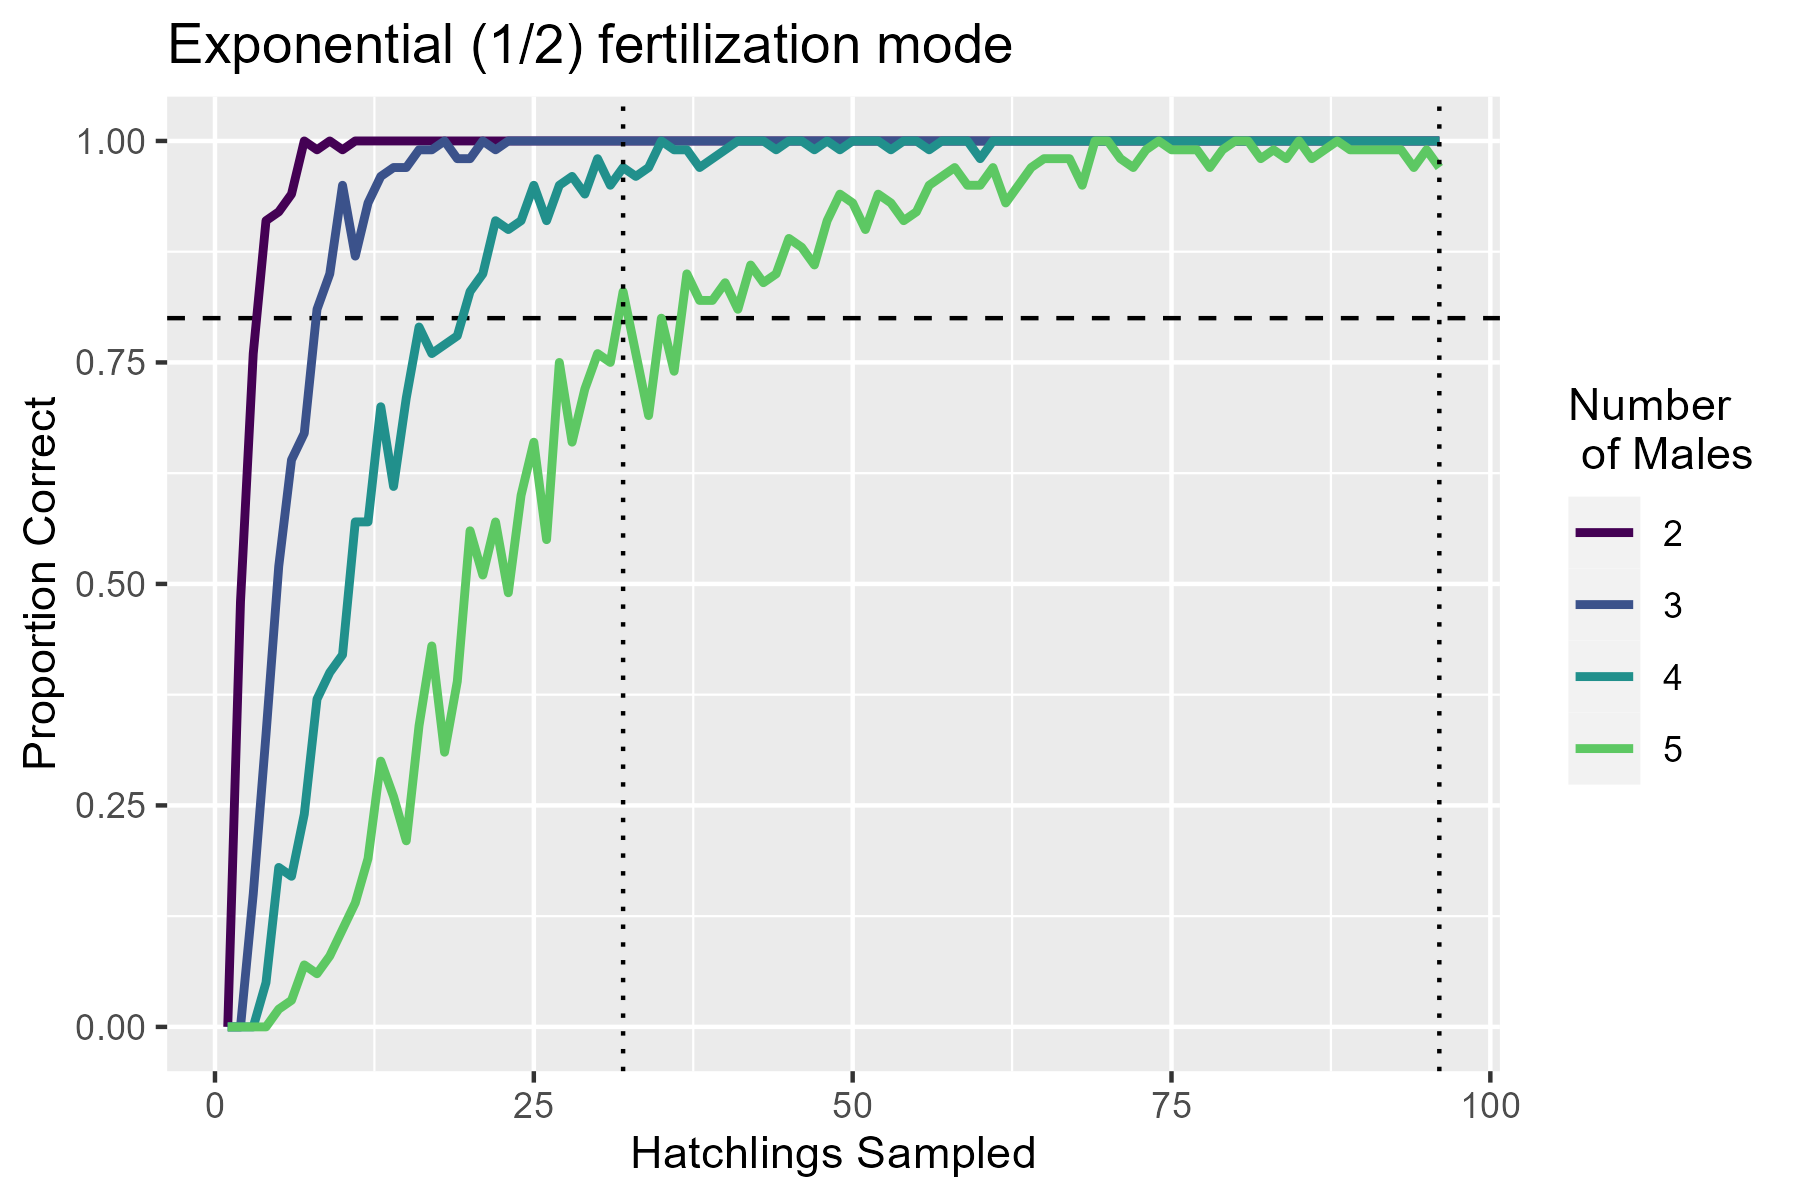 Exponential (1/2) fertilization mode
1.00
0.75
0.50
0.25
0.00
Proportion Correct
0 25 50 75 100
Hatchlings Sampled
Number
of Males
2
3
4
5